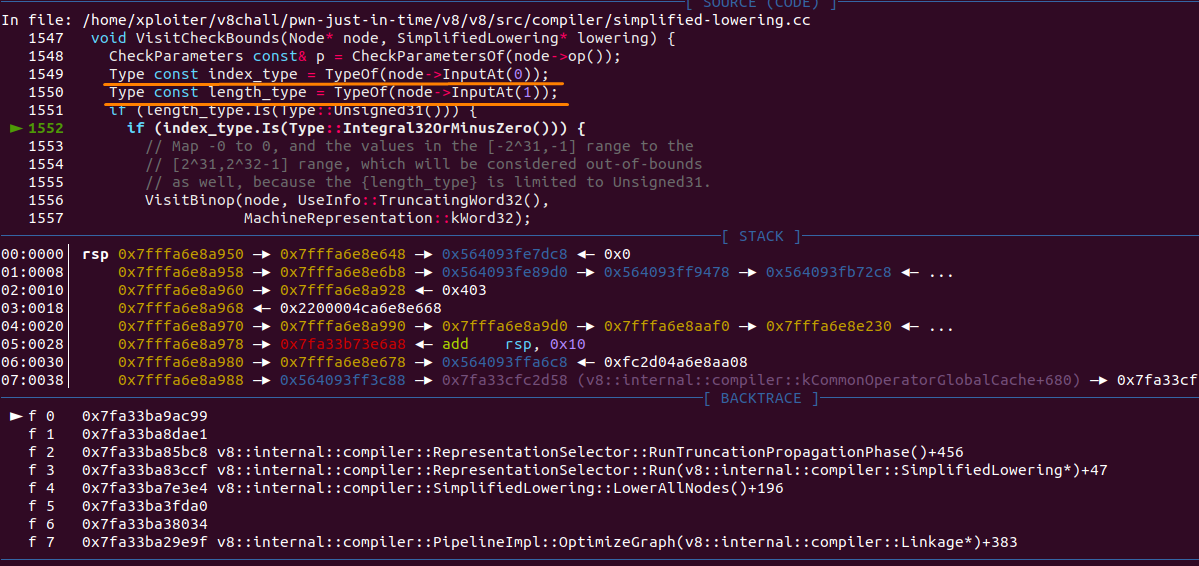 [ SOURCE (CODE) ]
In file: /home/xploiter/v8chall/pwn-just-in-time/v8/v8/src/compiler/simplified-lowering.cc
1547 void VisitCheckBounds(Node* node, SimplifiedLowering* lowering) {
1548 CheckParameters const& p = CheckParametersOf(node->op());
1549 Type const index_type = TypeOf(node->InputAt(0));
1550 Type const length_type = TypeOf(node->InputAt(1));
1551 if (length_type.Is(Type::Unsigned31())) {
► 1552 if (index_type.Is(Type::Integral32OrMinusZero())) {
1553 // Map -0 to 0, and the values in the [-2^31,-1] range to the
1554 // [2^31,2^32-1] range, which will be considered out-of-bounds
1555 // as well, because the {length_type} is limited to Unsigned31.
1556 VisitBinop(node, UseInfo::TruncatingWord32(),
1557 MachineRepresentation::kWord32);
[ STACK ]
00:0000│ rsp 0x7fffa6e8a950 —▸ 0x7fffa6e8e648 —▸ 0x564093fe7dc8 ◂— 0x0
01:0008│ 0x7fffa6e8a958 —▸ 0x7fffa6e8e6b8 —▸ 0x564093fe89d0 —▸ 0x564093ff9478 —▸ 0x564093fb72c8 ◂— ...
02:0010│ 0x7fffa6e8a960 —▸ 0x7fffa6e8a928 ◂— 0x403
03:0018│ 0x7fffa6e8a968 ◂— 0x2200004ca6e8e668
04:0020│ 0x7fffa6e8a970 —▸ 0x7fffa6e8a990 —▸ 0x7fffa6e8a9d0 —▸ 0x7fffa6e8aaf0 —▸ 0x7fffa6e8e230 ◂— ...
05:0028│ 0x7fffa6e8a978 —▸ 0x7fa33b73e6a8 ◂— add rsp, 0x10
06:0030│ 0x7fffa6e8a980 —▸ 0x7fffa6e8e678 —▸ 0x564093ffa6c8 ◂— 0xfc2d04a6e8aa08
07:0038│ 0x7fffa6e8a988 —▸ 0x564093ff3c88 —▸ 0x7fa33cfc2d58 (v8::internal::compiler::kCommonOperatorGlobalCache+680) —▸ 0x7fa33cf
[ BACKTRACE ]
► f 0 0x7fa33ba9ac99
f 1 0x7fa33ba8dae1
f 2 0x7fa33ba85bc8 v8::internal::compiler::RepresentationSelector::RunTruncationPropagationPhase()+456
f 3 0x7fa33ba83ccf v8::internal::compiler::RepresentationSelector::Run(v8::internal::compiler::SimplifiedLowering*)+47
f 4 0x7fa33ba7e3e4 v8::internal::compiler::SimplifiedLowering::LowerAllNodes()+196
f 5 0x7fa33ba3fda0
f 6 0x7fa33ba38034
f 7 0x7fa33ba29e9f v8::internal::compiler::PipelineImpl::OptimizeGraph(v8::internal::compiler::Linkage*)+383